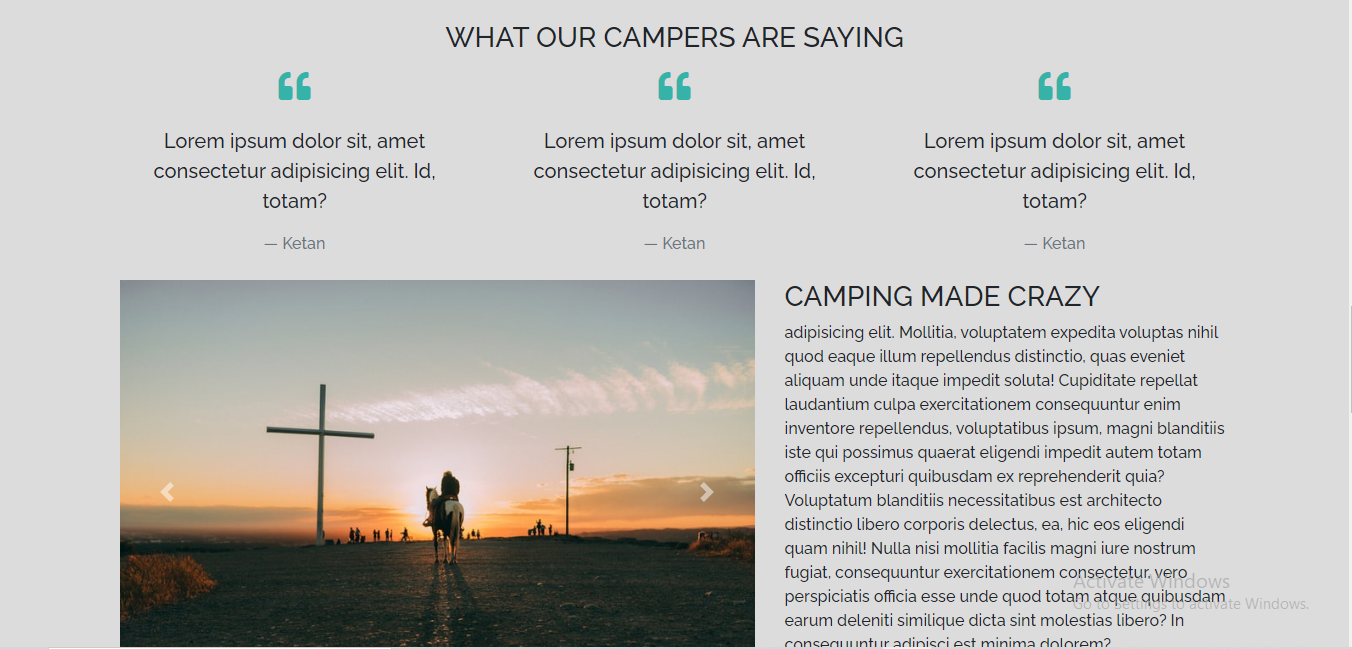 WHAT OUR CAMPERS ARE SAYING
Lorem ipsum dolor sit, amet
consectetur adipisicing elit. Id,
totam?
— Ketan
Lorem ipsum dolor sit, amet
consectetur adipisicing elit. Id,
totam?
— Ketan
Lorem ipsum dolor sit, amet
consectetur adipisicing elit. Id,
totam?
— Ketan
CAMPING MADE CRAZY
adipisicing elit. Mollitia, voluptatem expedita voluptas nihil
quod eaque illum repellendus distinctio, quas eveniet
aliquam unde itaque impedit soluta! Cupiditate repellat
laudantium culpa exercitationem consequuntur enim
inventore repellendus, voluptatibus ipsum, magni blanditiis
iste qui possimus quaerat eligendi impedit autem totam
officiis excepturi quibusdam ex reprehenderit quia?
Voluptatum blanditiis necessitatibus est architecto
distinctio libero corporis delectus, ea, hic eos eligendi
quam nihil! Nulla nisi mollitia facilis magni iure nostrum
fugiat, consequuntur exercitationem consectetur, vero
perspiciatis officia esse unde quod totam atque quibusdam
earum deleniti similique dicta sint molestias libero? In
consequuntur adipisci est minima dolorem?
Activate Windows
Go to Settings to activate Windows.